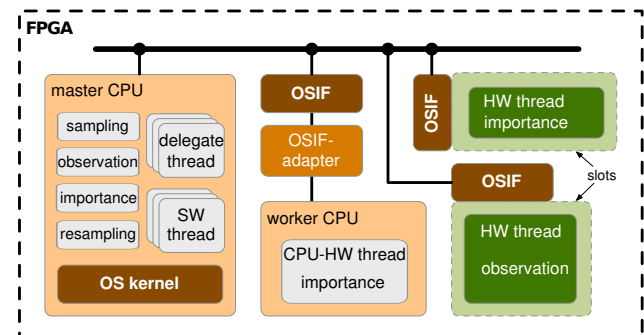 FPGA
master CPU
sampling
observation
importance
resampling
delegate
thread
SW
thread
OS kernel
OSIF
OSIF-
adapter
worker CPU
CPU-HW thread
importance
OSIF
HW thread
importance
slots
OSIF
HW thread
observation